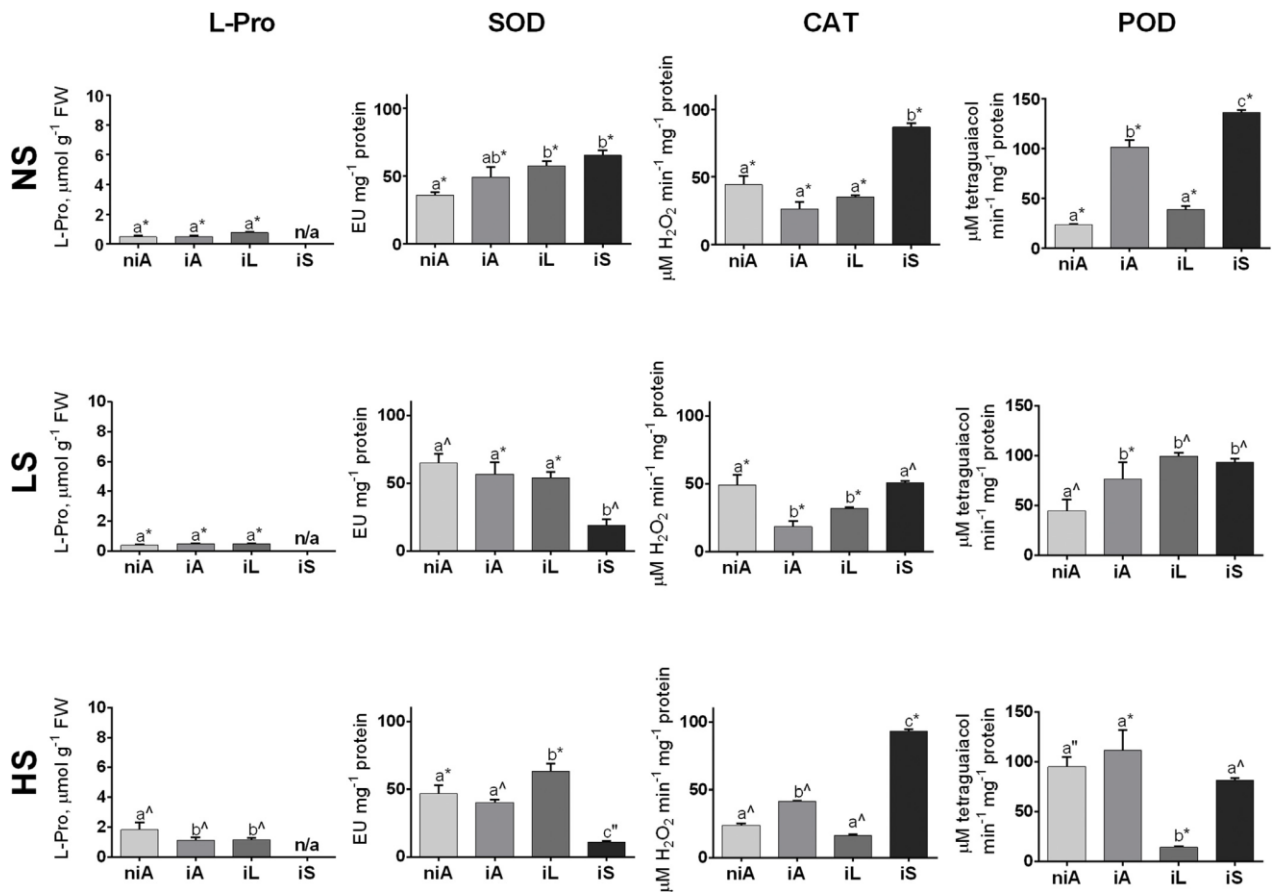 L-Pro SOD CAT POD
NS
L-Pro, μmol g⁻¹ FW
10
8
6
4
2
0
a* a* a* n/a
niA iA iL iS
EU mg⁻¹ protein
100
50
0
a* ab* b* b*
niA iA iL iS
μM H₂O₂ min⁻¹ mg⁻¹ protein
100
50
0
a* a* a* b*
niA iA iL iS
μM tetraguaiacol
min⁻¹ mg⁻¹ protein
150
100
50
0
a* b* a* c*
niA iA iL iS
LS
L-Pro, μmol g⁻¹ FW
10
8
6
4
2
0
a* a* a* n/a
niA iA iL iS
EU mg⁻¹ protein
100
50
0
a^ a* a* b^
niA iA iL iS
μM H₂O₂ min⁻¹ mg⁻¹ protein
100
50
0
a* b* b* a^
niA iA iL iS
μM tetraguaiacol
min⁻¹ mg⁻¹ protein
150
100
50
0
a^ b* b^ b^
niA iA iL iS
HS
L-Pro, μmol g⁻¹ FW
10
8
6
4
2
0
a^ b^ b^ n/a
niA iA iL iS
EU mg⁻¹ protein
100
50
0
a* a^ b* c"
niA iA iL iS
μM H₂O₂ min⁻¹ mg⁻¹ protein
100
50
0
a^ b^ a^ c*
niA iA iL iS
μM tetraguaiacol
min⁻¹ mg⁻¹ protein
150
100
50
0
a" a* b* a^
niA iA iL iS